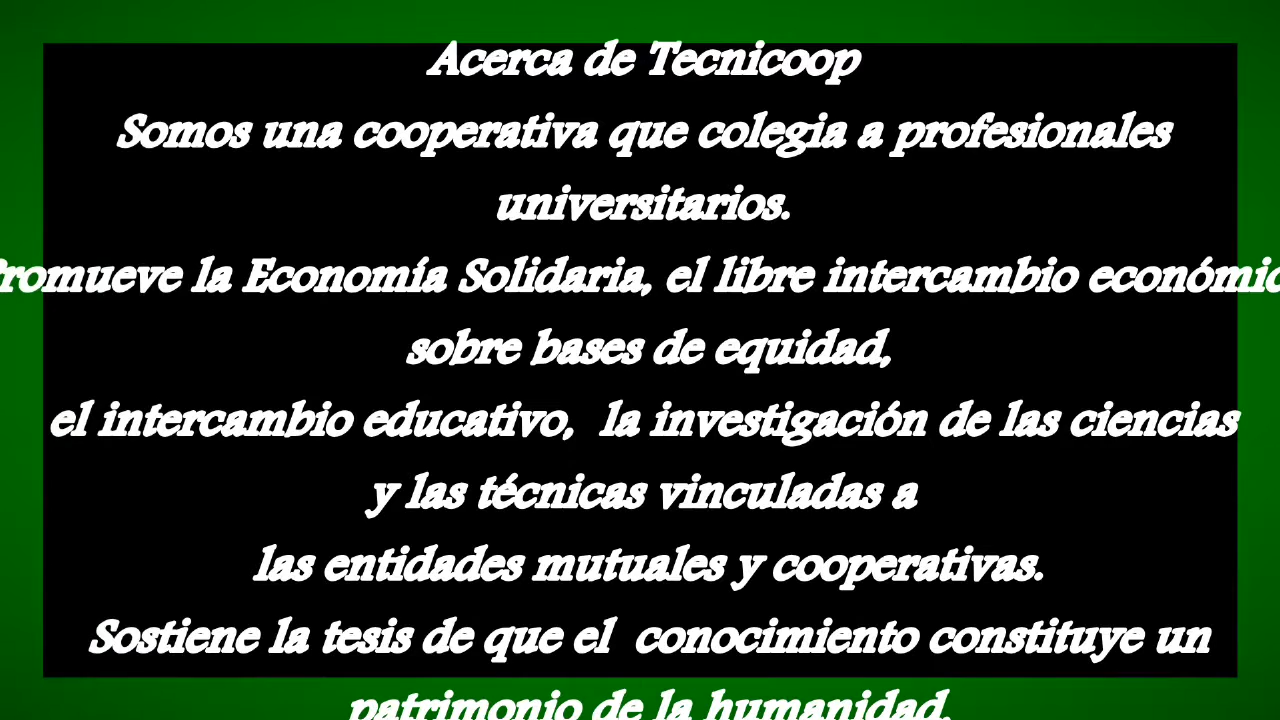 Acerca de Tecnicoop
Somos una cooperativa que colegia a profesionales
universitarios.
Promueve la Economía Solidaria, el libre intercambio económic
sobre bases de equidad,
el intercambio educativo, la investigación de las ciencias
y las técnicas vinculadas a
las entidades mutuales y cooperativas.
Sostiene la tesis de que el conocimiento constituye un
patrimonio de la humanidad.